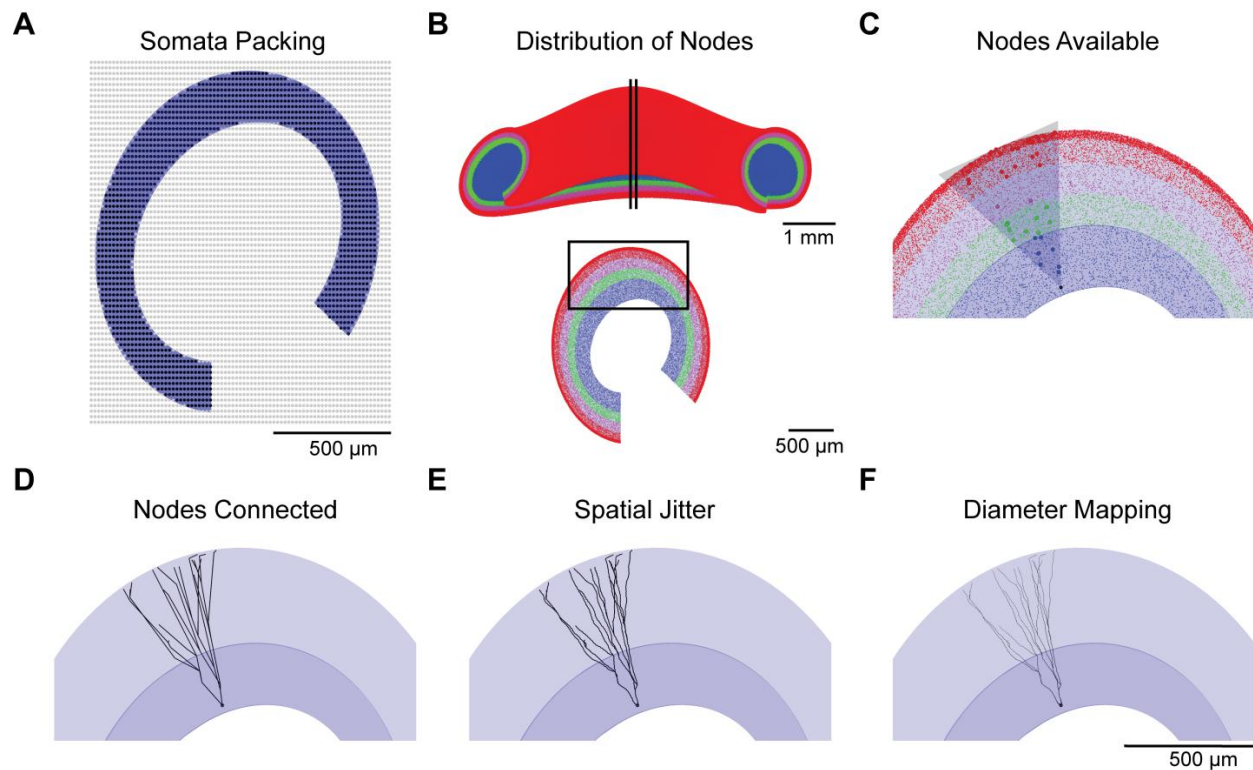 A
Somata Packing
500 µm
B
Distribution of Nodes
1 mm
500 µm
C
Nodes Available
D
Nodes Connected
E
Spatial Jitter
F
Diameter Mapping
500 µm